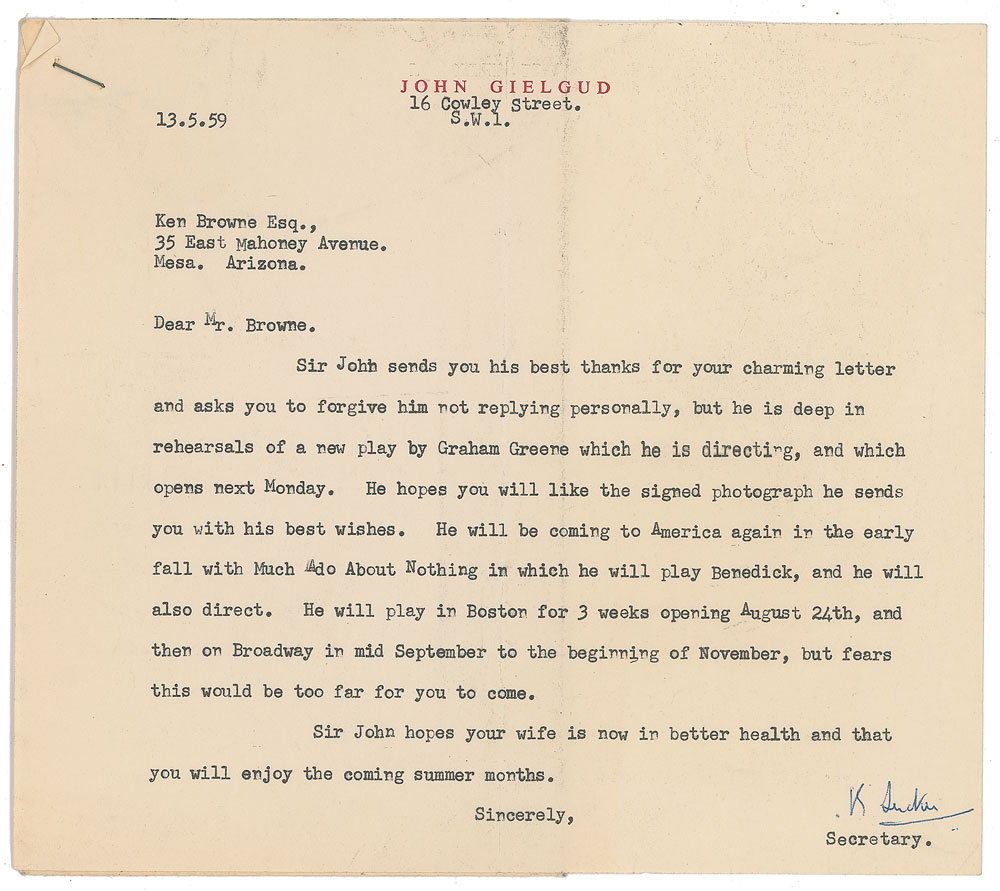 JOHN GIELGUD
16 Cowley Street.
S.W.1.
13.5.59
Ken Browne Esq.,
35 East Mahoney Avenue.
Mesa. Arizona.
Dear Mr. Browne.
Sir John sends you his best thanks for your charming letter
and asks you to forgive him not replying personally, but he is deep in
rehearsals of a new play by Graham Greene which he is directing, and which
opens next Monday. He hopes you will like the signed photograph he sends
you with his best wishes. He will be coming to America again in the early
fall with Much Ado About Nothing in which he will play Benedick, and he will
also direct. He will play in Boston for 3 weeks opening August 24th, and
then on Broadway in mid September to the beginning of November, but fears
this would be too far for you to come.
Sir John hopes your wife is now in better health and that
you will enjoy the coming summer months.
Sincerely,
K
Secretary.